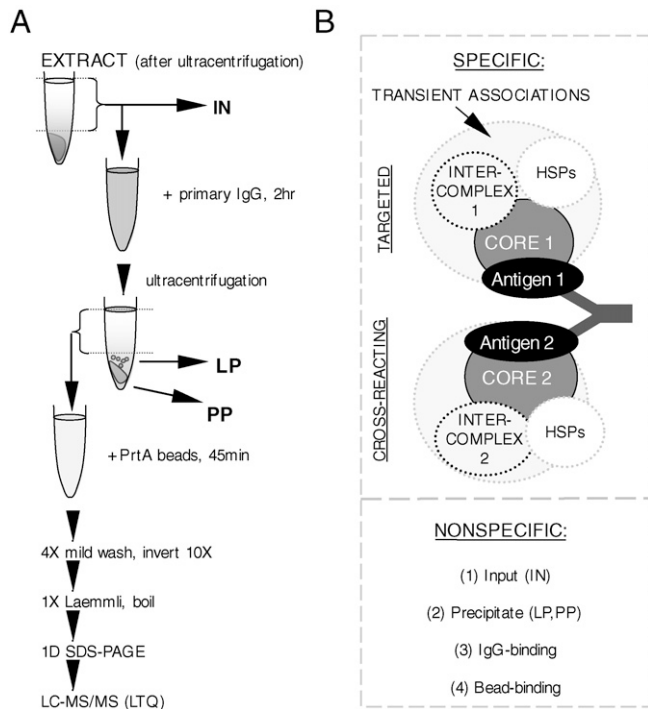 A
EXTRACT (after ultracentrifugation)
IN
+ primary IgG, 2hr
ultracentrifugation
LP
PP
+PrtA beads, 45min
4X mild wash, invert 10X
1X Laemmli, boil
1D SDS-PAGE
LC-MS/MS (LTQ)
B
SPECIFIC:
TRANSIENT ASSOCIATIONS
TARGETED
INTER-
COMPLEX
1
HSPs
CORE 1
Antigen 1
CROSS-REACTING
Antigen 2
CORE 2
INTER-
COMPLEX
2
HSPs
NONSPECIFIC:
(1) Input (IN)
(2) Precipitate (LP,PP)
(3) IgG-binding
(4) Bead-binding